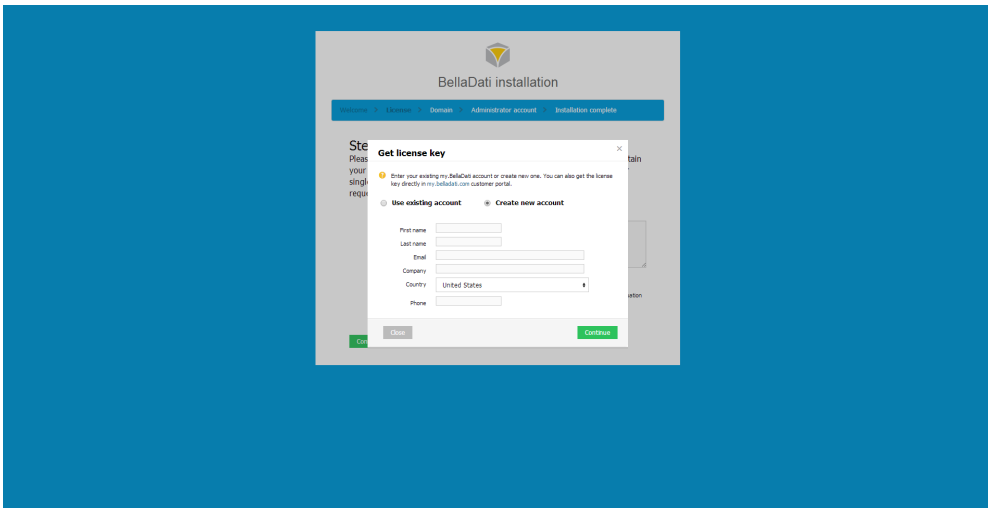 BellaDati installation
Welcome > License > Domain > Administrator account > Installation complete
Ste
Pleas
tain
your
singl
requ
Get license key
×
Enter your existing my.BellaDati account or create new one. You can also get the license
key directly in my.belladati.com customer portal.
Use existing account
Create new account
First name
Last name
Email
Company
Country
United States
Phone
uation
Close
Continue
Con